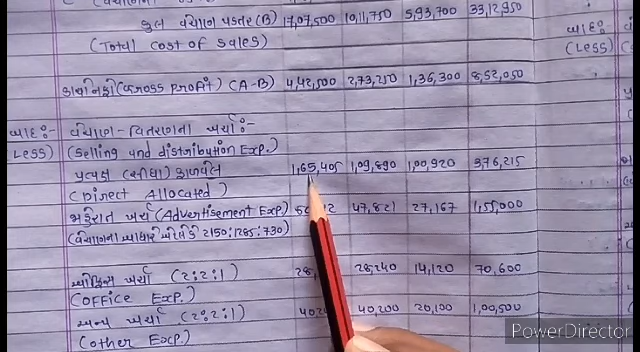 કુલ વેચાણ પડતર (B) 17,07,500 10,11,750 5,93,700 33,12,950
(Total cost of sales)
બાદઃ-
(Less)
કાચોનફો (Gross profit) (A-B) 4,42,500 2,73,250 1,36,300 8,52,050
બાદઃ- વેચાણ-વિતરણના ખર્ચાઃ-
Less) (Selling and distribution Exp.)
પ્રત્યક્ષ (સીધા) ફાળવેલ 1,65,405 1,09,890 1,00,920 3,76,215
(Direct Allocated)
જાહેરાત ખર્ચ (Advertisement Exp) 47,821 27,167 1,55,000
(વેચાણના આધારે 2150:1285:730)
ઓફિસ ખર્ચા (2:2:1) 28,240 14,120 70,600
(OFFice Exp.)
અન્ય ખર્ચા (2:2:1) 40,200 20,100 1,00,500
(other Exp.)
PowerDirector